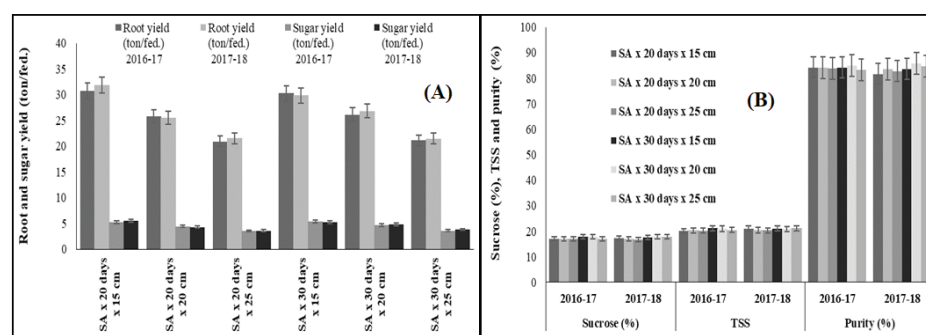 Root yield
(ton/fed.)
2016-17
Root yield
(ton/fed.)
2017-18
Sugar yield
(ton/fed.)
2016-17
Sugar yield
(ton/fed.)
2017-18
Root and sugar yield (ton/fed.)
40
35
30
25
20
15
10
5
0
(A)
SA x 20 days
x 15 cm
SA x 20 days
x 20 cm
SA x 20 days
x 25 cm
SA x 30 days
x 15 cm
SA x 30 days
x 20 cm
SA x 30 days
x 25 cm
Sucrose (%), TSS and purity (%)
100
90
80
70
60
50
40
30
20
10
0
SA x 20 days x 15 cm
SA x 20 days x 20 cm
SA x 20 days x 25 cm
SA x 30 days x 15 cm
SA x 30 days x 20 cm
SA x 30 days x 25 cm
(B)
2016-17
2017-18
2016-17
2017-18
2016-17
2017-18
Sucrose (%)
TSS
Purity (%)